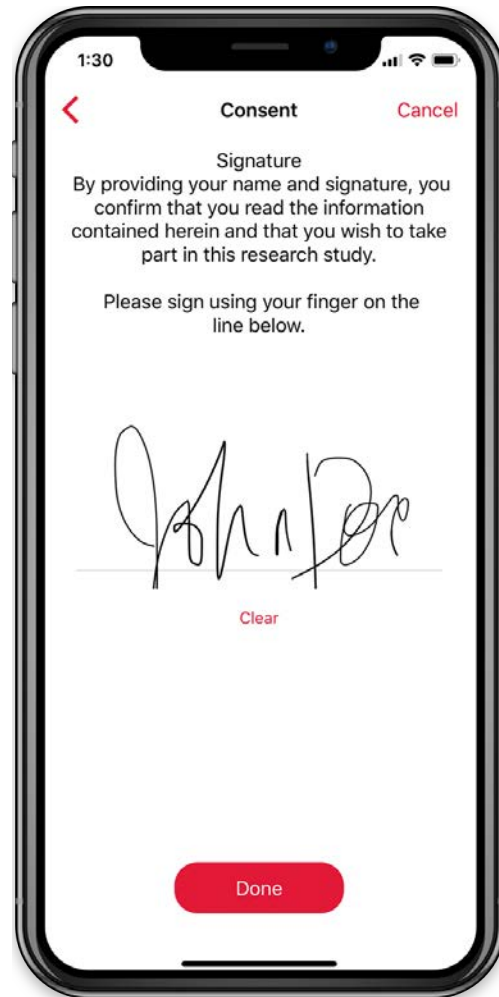 1:30
Consent Cancel
Signature
By providing your name and signature, you
confirm that you read the information
contained herein and that you wish to take
part in this research study.
Please sign using your finger on the
line below.
John Doe
Clear
Done